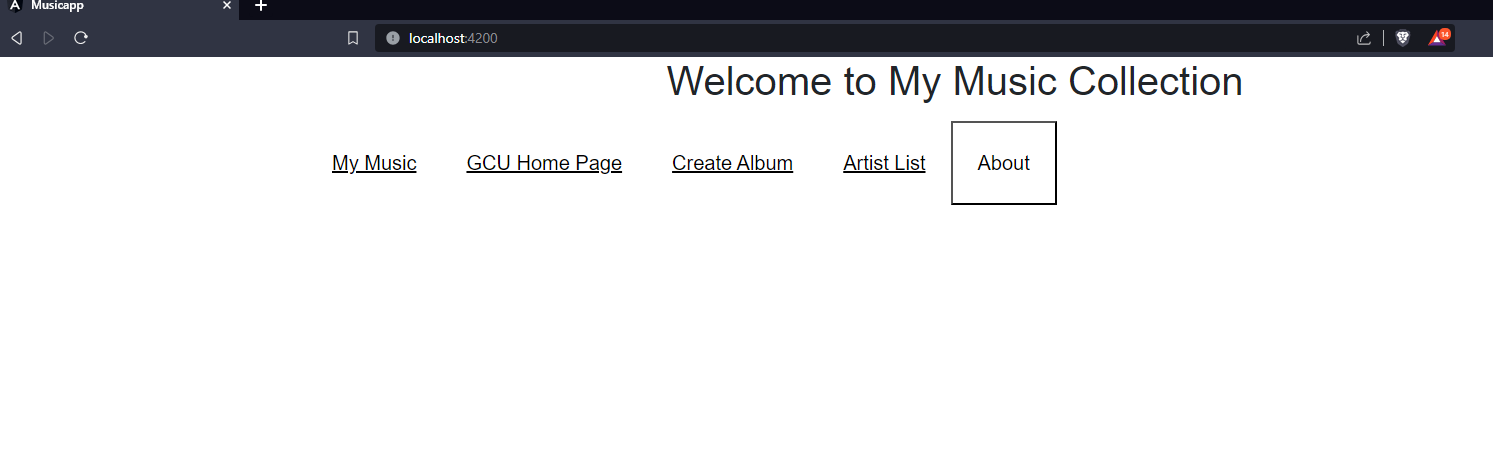 Musicapp
localhost:4200
14
Welcome to My Music Collection
My Music GCU Home Page Create Album Artist List About